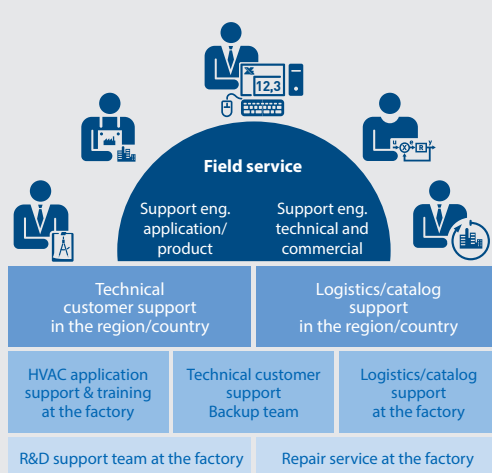 12,3
u e y
R
Field service
Support eng.
application/
product
Support eng.
technical and
commercial
Technical
customer support
in the region/country
Logistics/catalog
support
in the region/country
HVAC application
support & training
at the factory
Technical customer
support
Backup team
Logistics/catalog
support
at the factory
R&D support team at the factory
Repair service at the factory